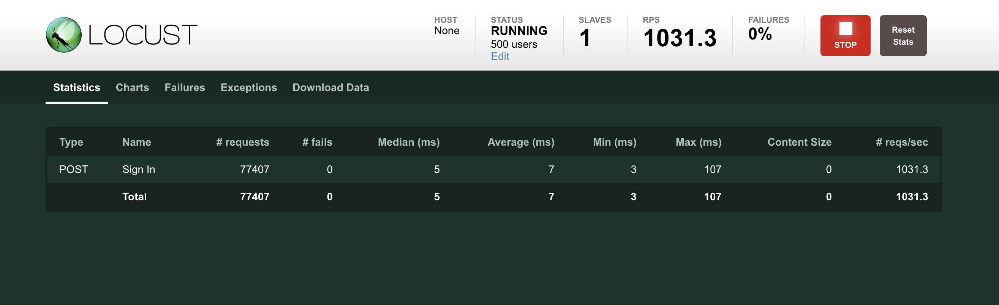 LOCUST
HOST
None
STATUS
RUNNING
500 users
Edit
SLAVES
1
RPS
1031.3
FAILURES
0%
STOP
Reset
Stats
Statistics Charts Failures Exceptions Download Data
Type Name # requests # fails Median (ms) Average (ms) Min (ms) Max (ms) Content Size # reqs/sec
POST Sign In 77407 0 5 7 3 107 0 1031.3
Total 77407 0 5 7 3 107 0 1031.3